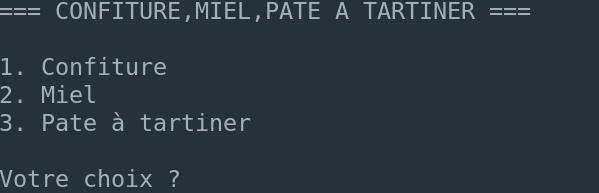 === CONFITURE,MIEL,PATE A TARTINER ===
1. Confiture
2. Miel
3. Pate à tartiner
Votre choix ?